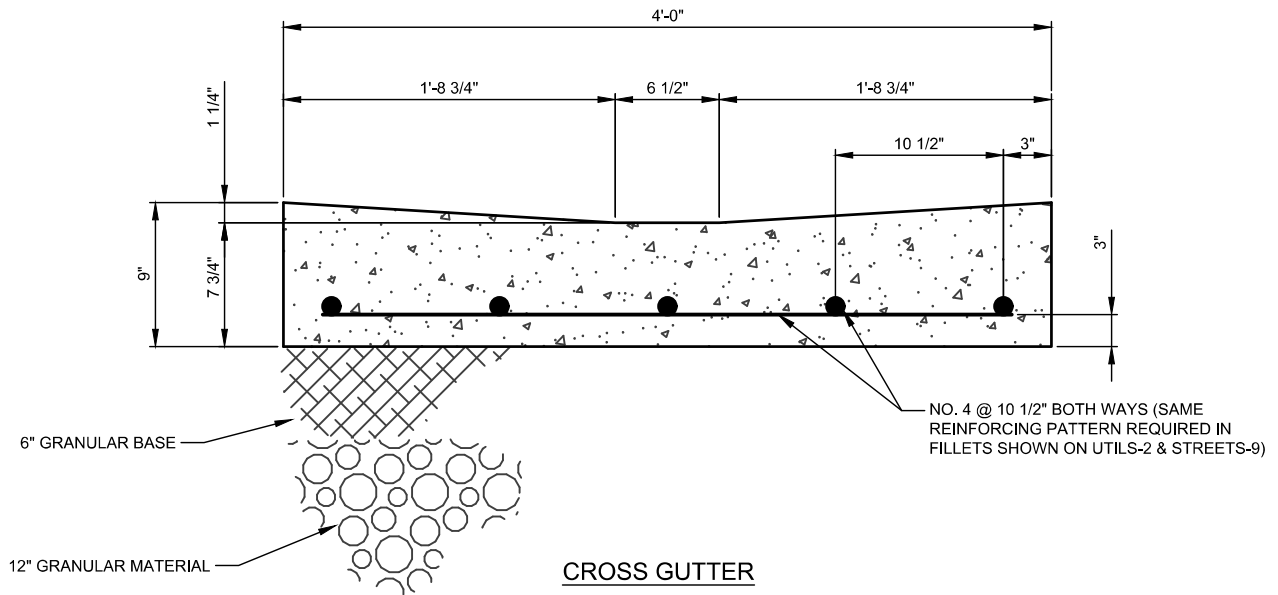 4'-0"
1'-8 3/4"
6 1/2"
1'-8 3/4"
1 1/4"
10 1/2"
3"
9"
7 3/4"
3"
NO. 4 @ 10 1/2" BOTH WAYS (SAME
REINFORCING PATTERN REQUIRED IN
FILLETS SHOWN ON UTILS-2 & STREETS-9)
6" GRANULAR BASE
12" GRANULAR MATERIAL
CROSS GUTTER